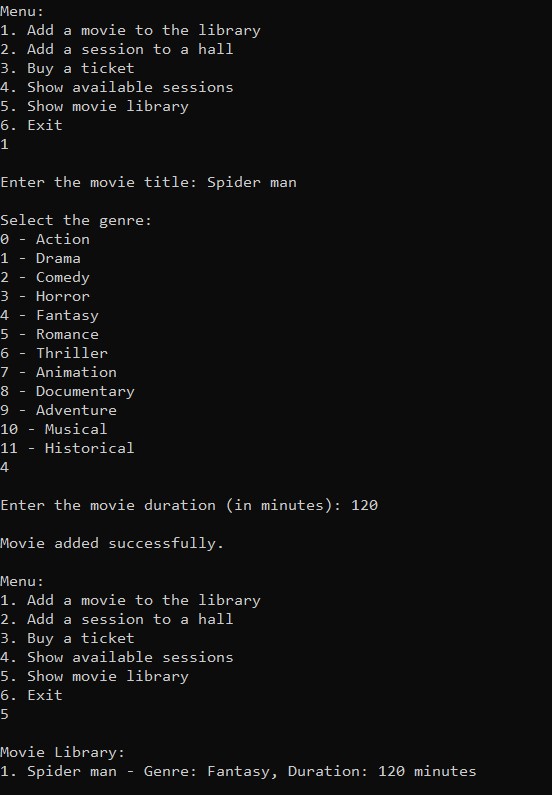 Menu:
1. Add a movie to the library
2. Add a session to a hall
3. Buy a ticket
4. Show available sessions
5. Show movie library
6. Exit
1
Enter the movie title: Spider man
Select the genre:
0 - Action
1 - Drama
2 - Comedy
3 - Horror
4 - Fantasy
5 - Romance
6 - Thriller
7 - Animation
8 - Documentary
9 - Adventure
10 - Musical
11 - Historical
4
Enter the movie duration (in minutes): 120
Movie added successfully.
Menu:
1. Add a movie to the library
2. Add a session to a hall
3. Buy a ticket
4. Show available sessions
5. Show movie library
6. Exit
5
Movie Library:
1. Spider man - Genre: Fantasy, Duration: 120 minutes